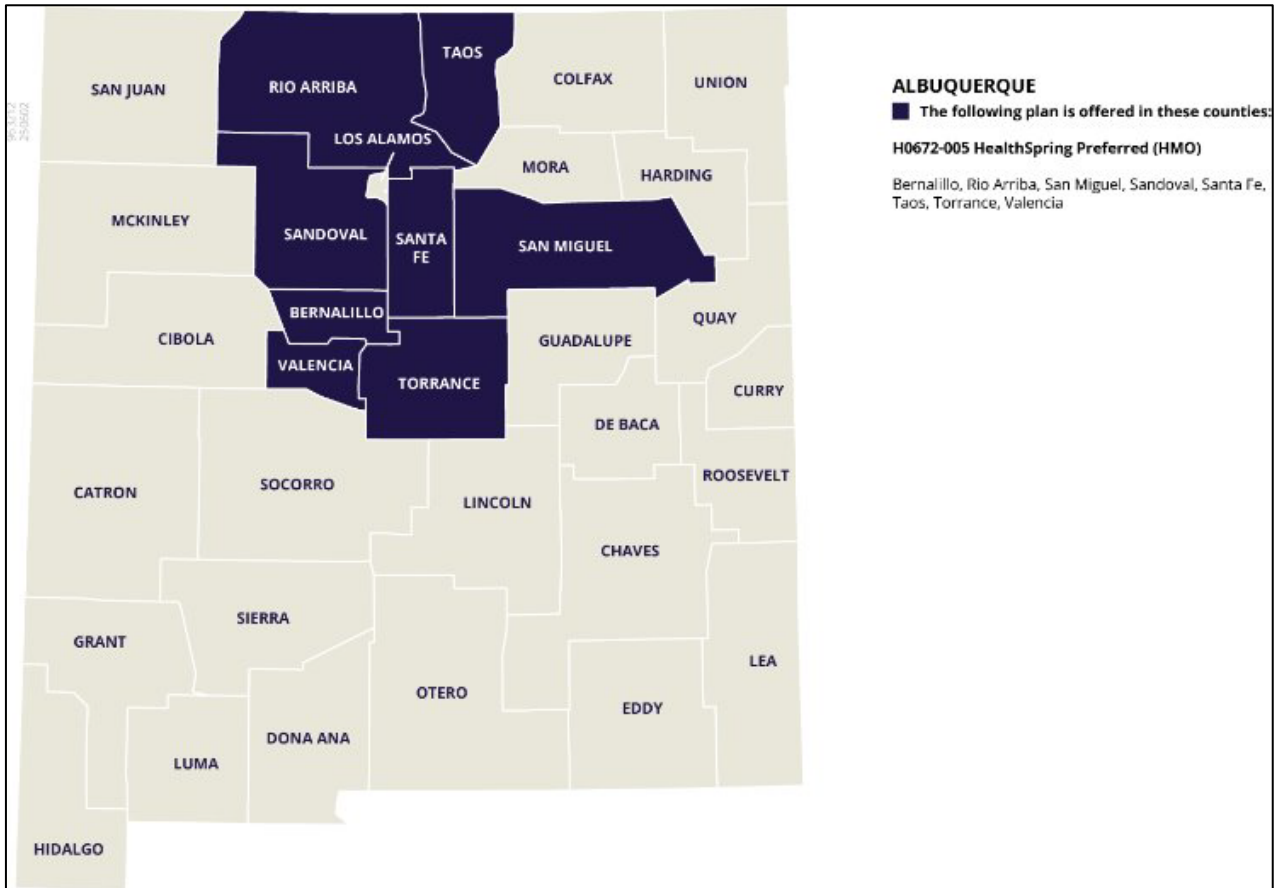 TAOS
COLFAX
UNION
SAN JUAN
RIO ARRIBA
LOS ALAMOS
MORA
HARDING
MCKINLEY
SANDOVAL
SANTA
FE
SAN MIGUEL
BERNALILLO
QUAY
CIBOLA
GUADALUPE
VALENCIA
TORRANCE
CURRY
DE BACA
ROOSEVELT
CATRON
SOCORRO
LINCOLN
CHAVES
SIERRA
GRANT
LEA
OTERO
EDDY
DONA ANA
LUMA
HIDALGO
ALBUQUERQUE
The following plan is offered in these counties:
H0672-005 HealthSpring Preferred (HMO)
Bernalillo, Rio Arriba, San Miguel, Sandoval, Santa Fe,
Taos, Torrance, Valencia